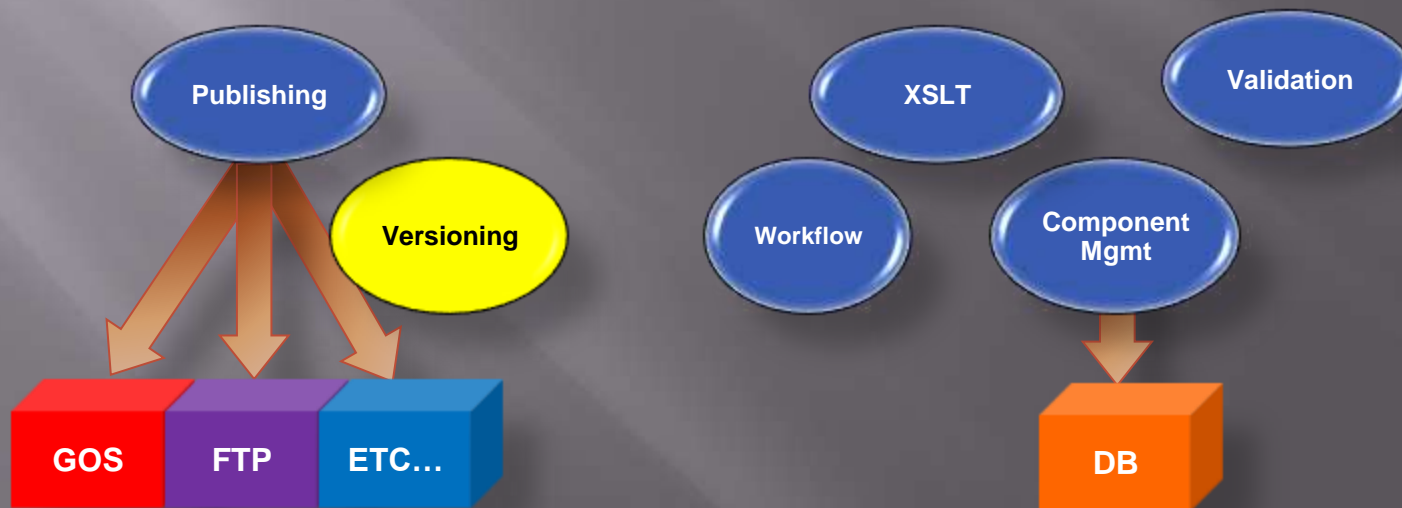 Publishing
XSLT
Validation
Versioning
Workflow
Component
Mgmt
GOS
FTP
ETC…
DB